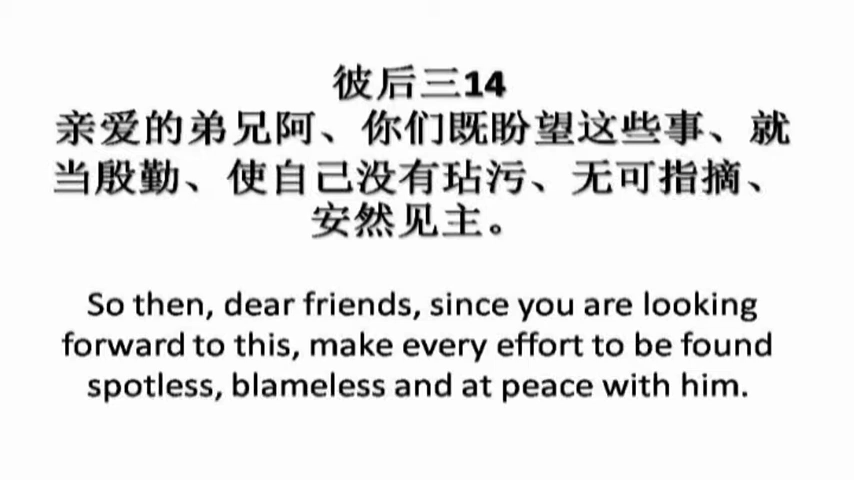 彼后三14
亲爱的弟兄阿、你们既盼望这些事、就
当殷勤、使自己没有玷污、无可指摘、
安然见主。
So then, dear friends, since you are looking
forward to this, make every effort to be found
spotless, blameless and at peace with him.